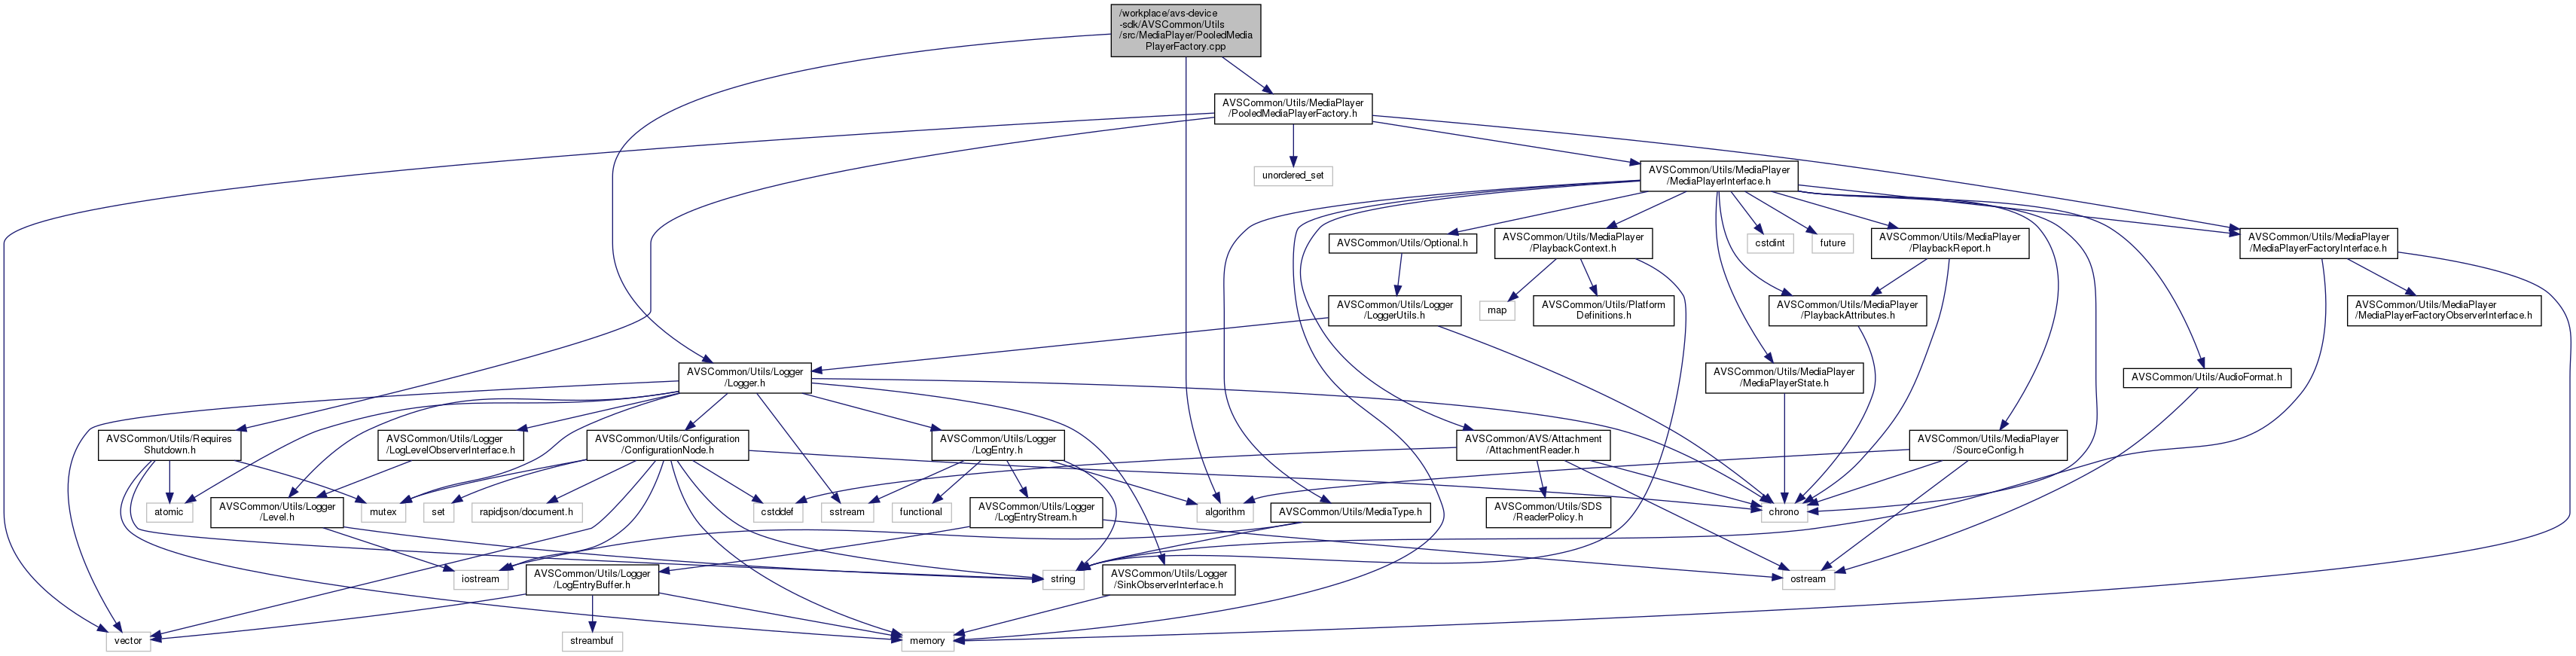 /workplace/avs-device
-sdk/AVSCommon/Utils
/src/MediaPlayer/PooledMedia
PlayerFactory.cpp
AVSCommon/Utils/MediaPlayer
/PooledMediaPlayerFactory.h
unordered_set
AVSCommon/Utils/MediaPlayer
/MediaPlayerInterface.h
AVSCommon/Utils/Optional.h
AVSCommon/Utils/MediaPlayer
/PlaybackContext.h
cstdint
future
AVSCommon/Utils/MediaPlayer
/PlaybackReport.h
AVSCommon/Utils/MediaPlayer
/MediaPlayerFactoryInterface.h
AVSCommon/Utils/Logger
/LoggerUtils.h
map
AVSCommon/Utils/Platform
Definitions.h
AVSCommon/Utils/MediaPlayer
/PlaybackAttributes.h
AVSCommon/Utils/MediaPlayer
/MediaPlayerFactoryObserverInterface.h
AVSCommon/Utils/Logger
/Logger.h
AVSCommon/Utils/MediaPlayer
/MediaPlayerState.h
AVSCommon/Utils/AudioFormat.h
AVSCommon/Utils/Requires
Shutdown.h
AVSCommon/Utils/Logger
/LogLevelObserverInterface.h
AVSCommon/Utils/Configuration
/ConfigurationNode.h
AVSCommon/Utils/Logger
/LogEntry.h
AVSCommon/AVS/Attachment
/AttachmentReader.h
AVSCommon/Utils/MediaPlayer
/SourceConfig.h
atomic
AVSCommon/Utils/Logger
/Level.h
mutex
set
rapidjson/document.h
cstddef
sstream
functional
AVSCommon/Utils/Logger
/LogEntryStream.h
algorithm
AVSCommon/Utils/MediaType.h
AVSCommon/Utils/SDS
/ReaderPolicy.h
chrono
iostream
AVSCommon/Utils/Logger
/LogEntryBuffer.h
string
AVSCommon/Utils/Logger
/SinkObserverInterface.h
ostream
vector
streambuf
memory